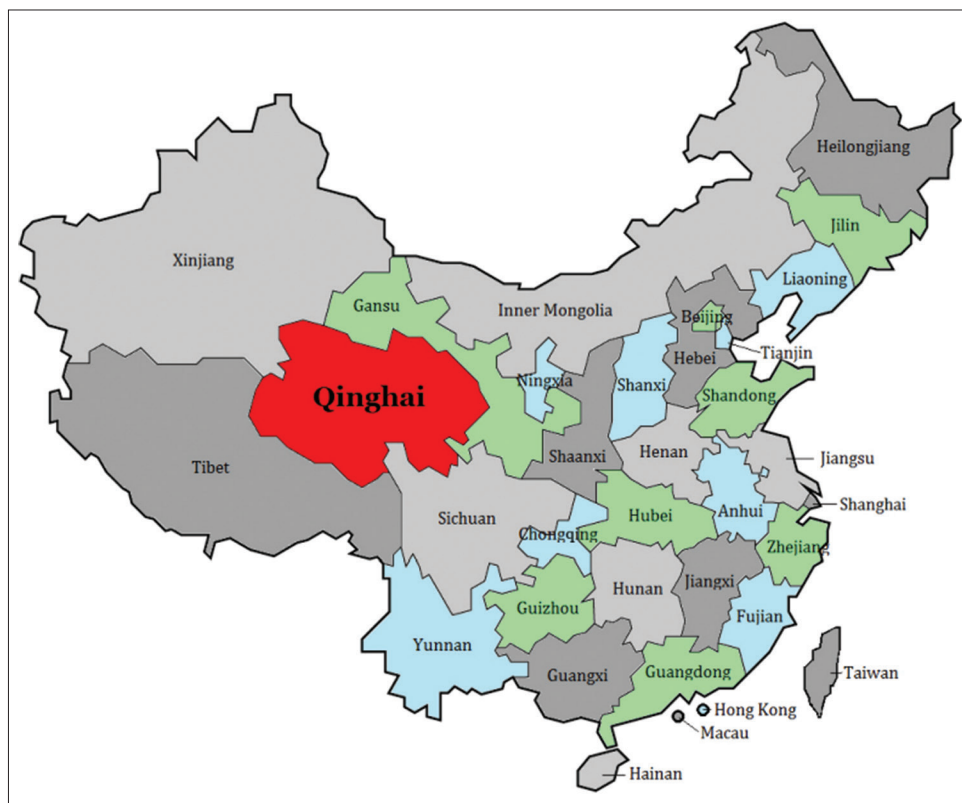 Heilongjiang
Jilin
Xinjiang
Liaoning
Gansu
Inner Mongolia
Beijing
Tianjin
Hebei
Ningxia
Shanxi
Qinghai
Shandong
Shaanxi
Henan
Jiangsu
Tibet
Shanghai
Sichuan
Hubei
Anhui
Chongqing
Zhejiang
Jiangxi
Hunan
Guizhou
Fujian
Yunnan
Guangxi
Guangdong
Taiwan
Hong Kong
Macau
Hainan